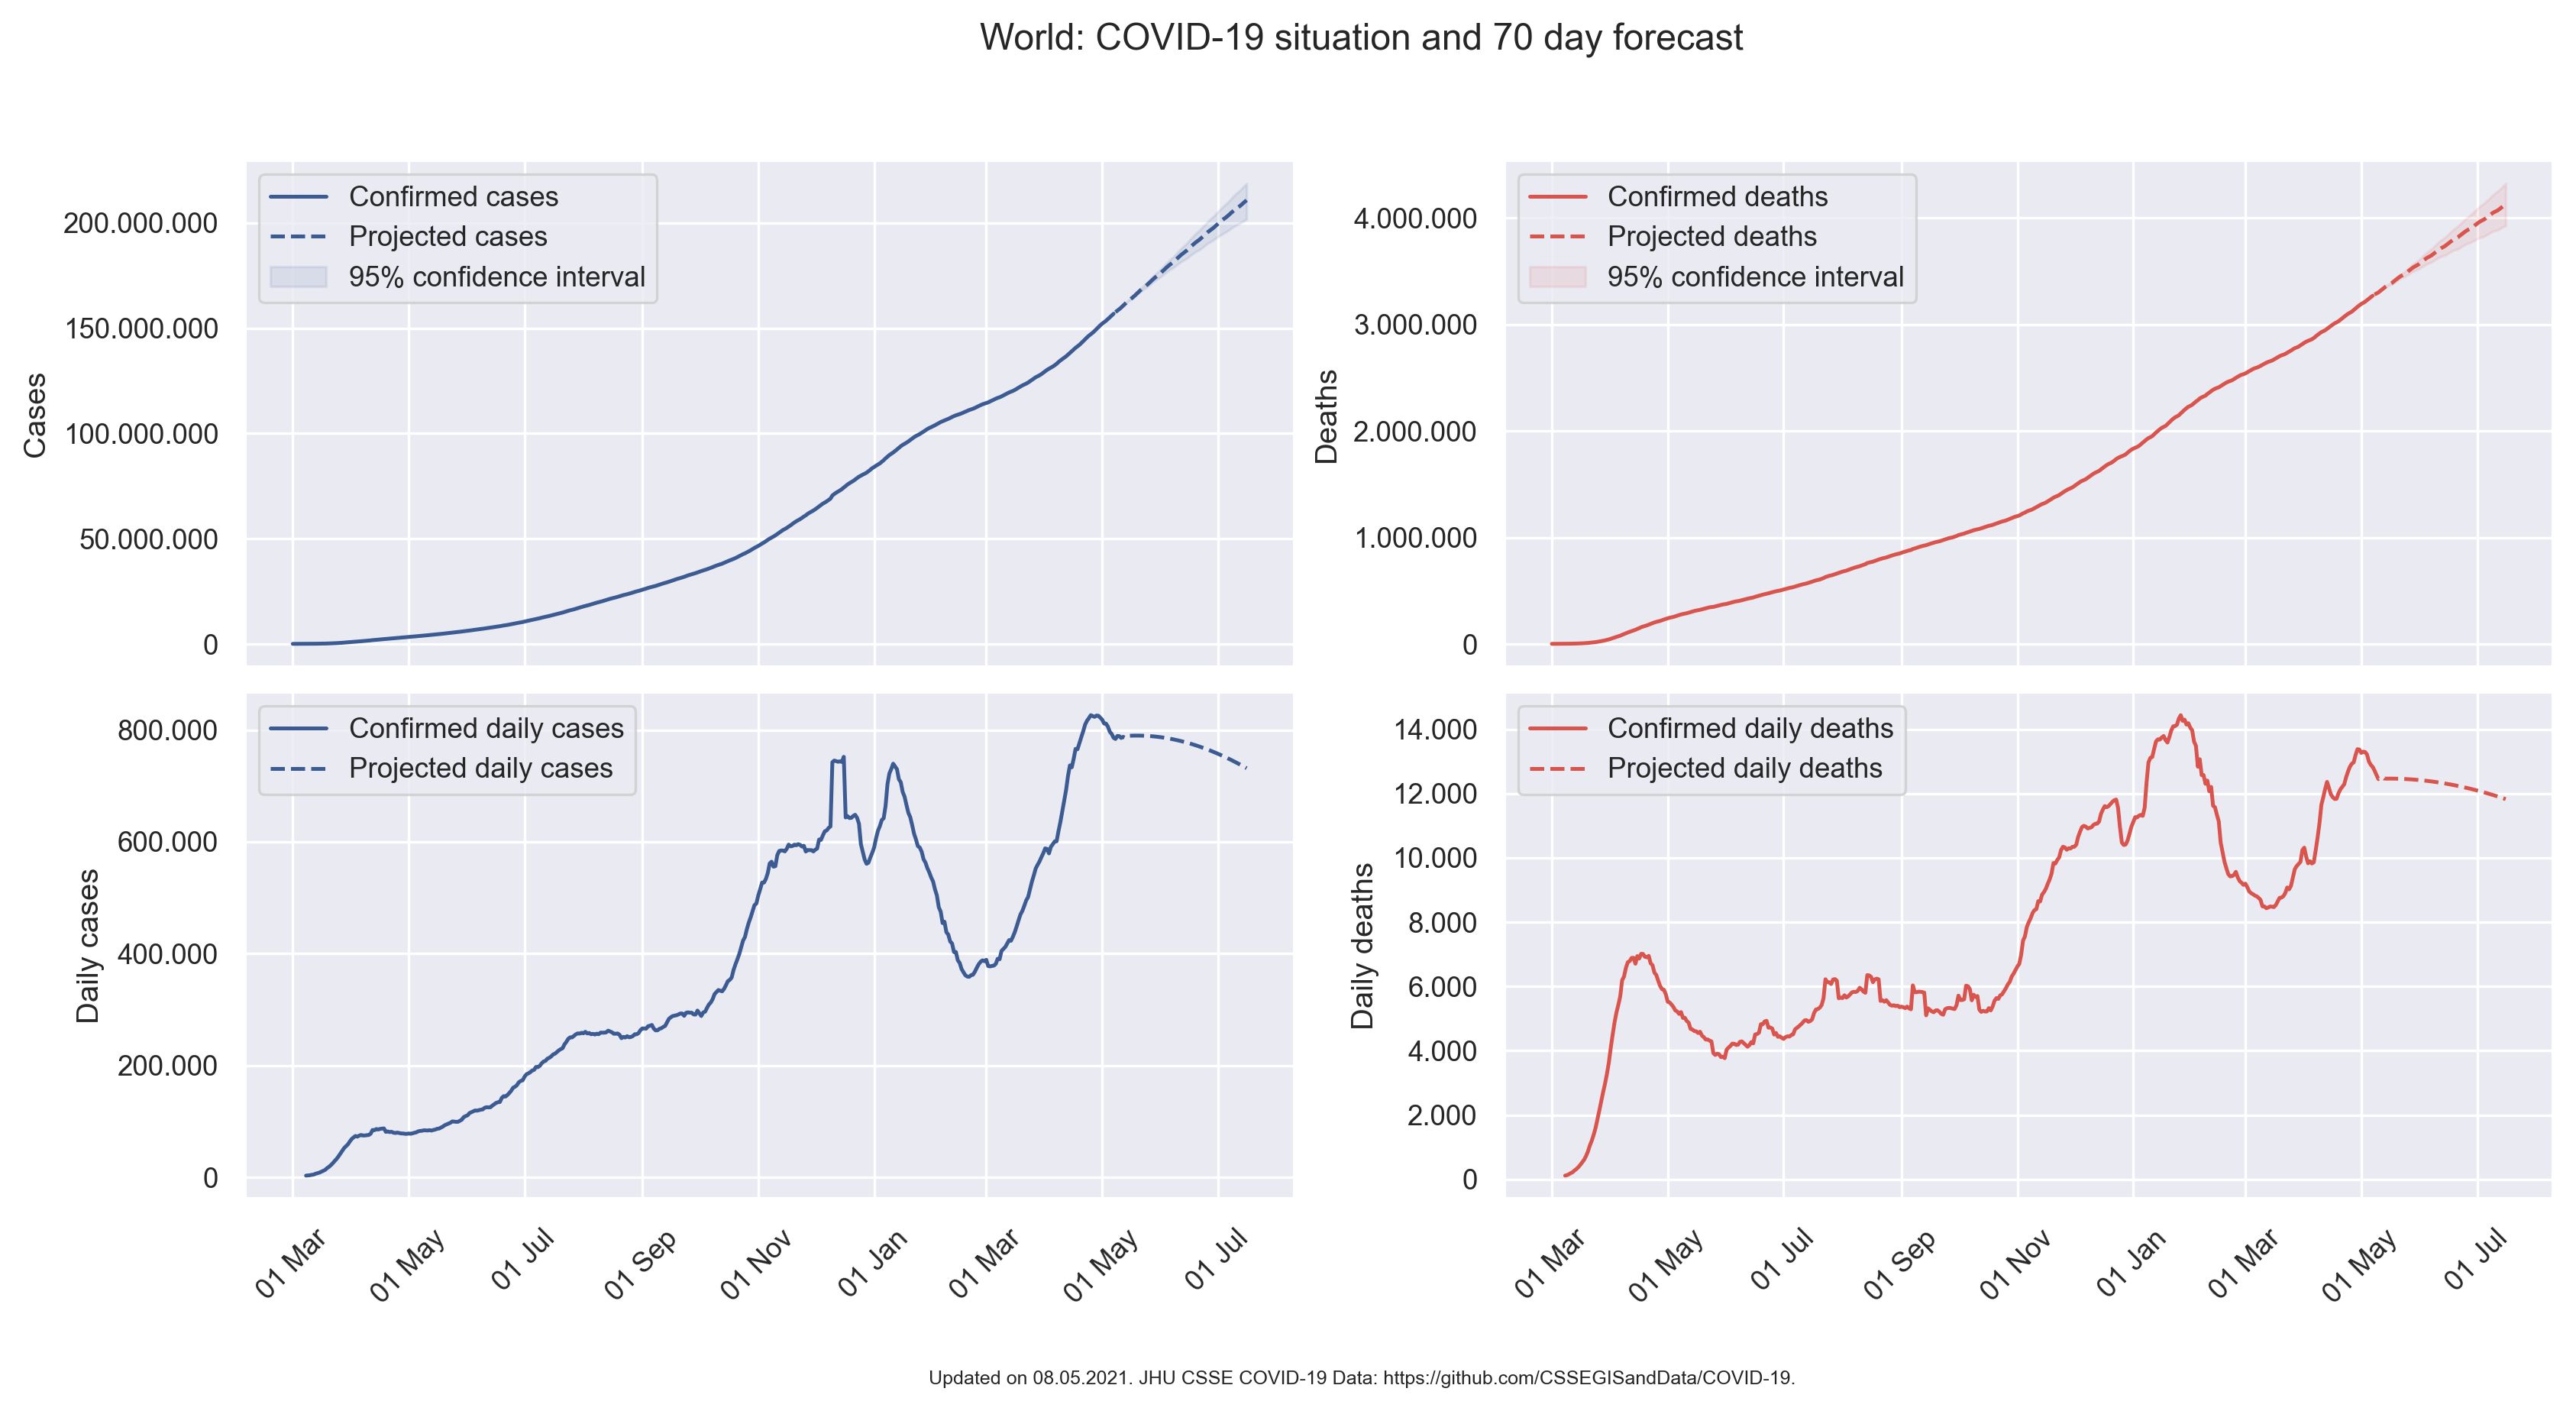 World: COVID-19 situation and 70 day forecast
Confirmed cases
Projected cases
95% confidence interval
Cases
200.000.000
150.000.000
100.000.000
50.000.000
0
Confirmed deaths
Projected deaths
95% confidence interval
Deaths
4.000.000
3.000.000
2.000.000
1.000.000
0
Confirmed daily cases
Projected daily cases
Daily cases
800.000
600.000
400.000
200.000
0
01 Mar
01 May
01 Jul
01 Sep
01 Nov
01 Jan
01 Mar
01 May
01 Jul
Confirmed daily deaths
Projected daily deaths
Daily deaths
14.000
12.000
10.000
8.000
6.000
4.000
2.000
0
01 Mar
01 May
01 Jul
01 Sep
01 Nov
01 Jan
01 Mar
01 May
01 Jul
Updated on 08.05.2021. JHU CSSE COVID-19 Data: https://github.com/CSSEGISandData/COVID-19.